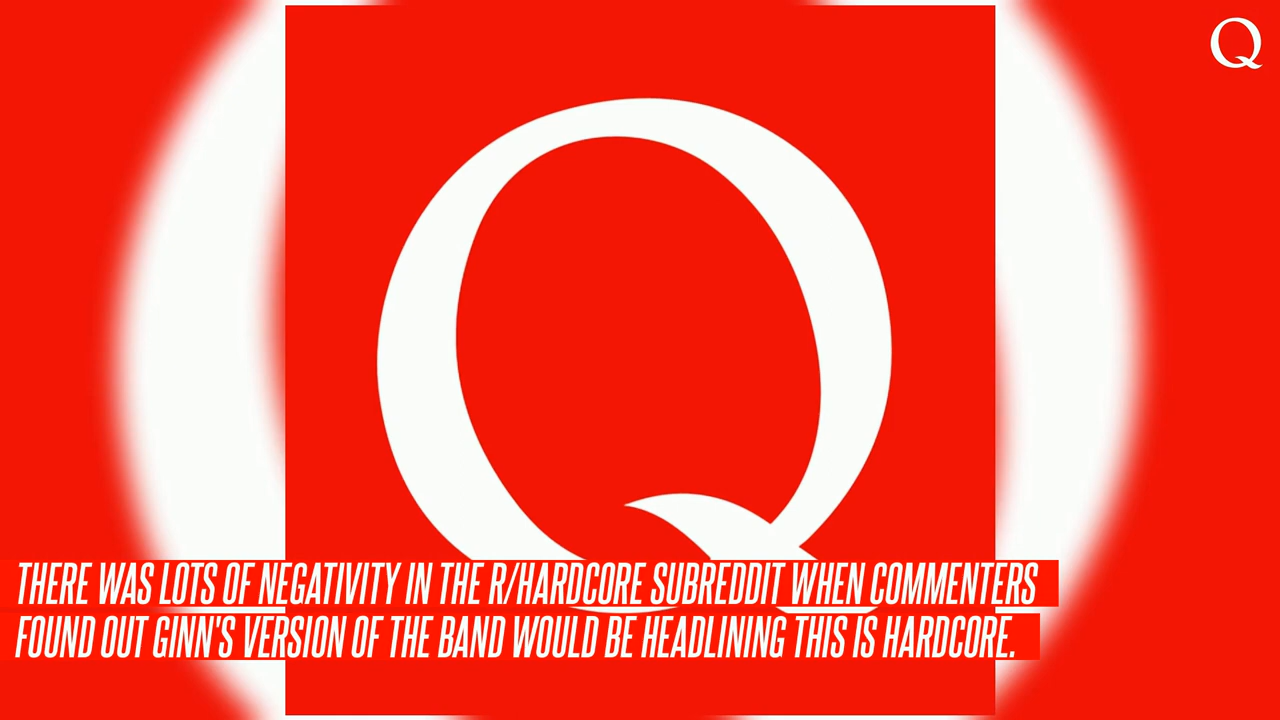 Q
Q
THERE WAS LOTS OF NEGATIVITY IN THE R/HARDCORE SUBREDDIT WHEN COMMENTERS
FOUND OUT GINN'S VERSION OF THE BAND WOULD BE HEADLINING THIS IS HARDCORE.